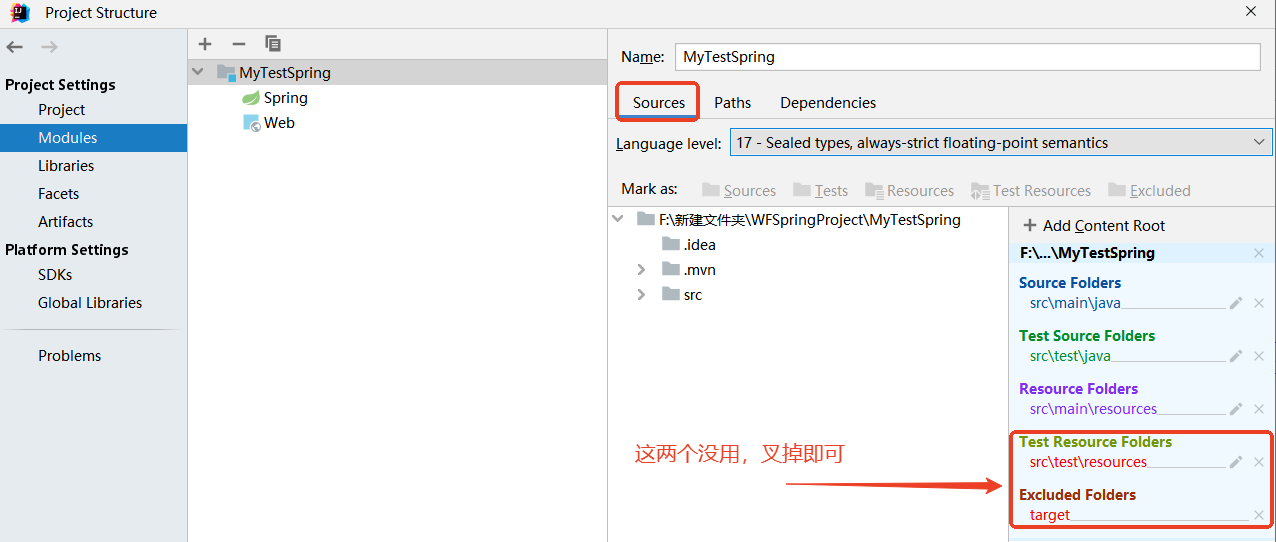 Project Structure
Project Settings
Project
Modules
Libraries
Facets
Artifacts
Platform Settings
SDKs
Global Libraries
Problems
MyTestSpring
Spring
Web
Name: MyTestSpring
Sources Paths Dependencies
Language level: 17 - Sealed types, always-strict floating-point semantics
Mark as: Sources Tests Resources Test Resources Excluded
F:\新建文件夹\WFSpringProject\MyTestSpring
.idea
.mvn
src
这两个没用，叉掉即可
Add Content Root
F:\...\MyTestSpring
Source Folders
src\main\java
Test Source Folders
src\test\java
Resource Folders
src\main\resources
Test Resource Folders
src\test\resources
Excluded Folders
target